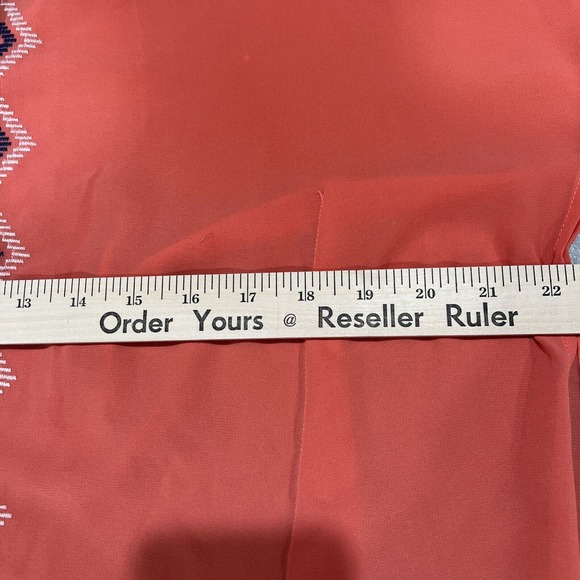 13 14 15 16 17 18 19 20 21 22
Order Yours @ Reseller Ruler